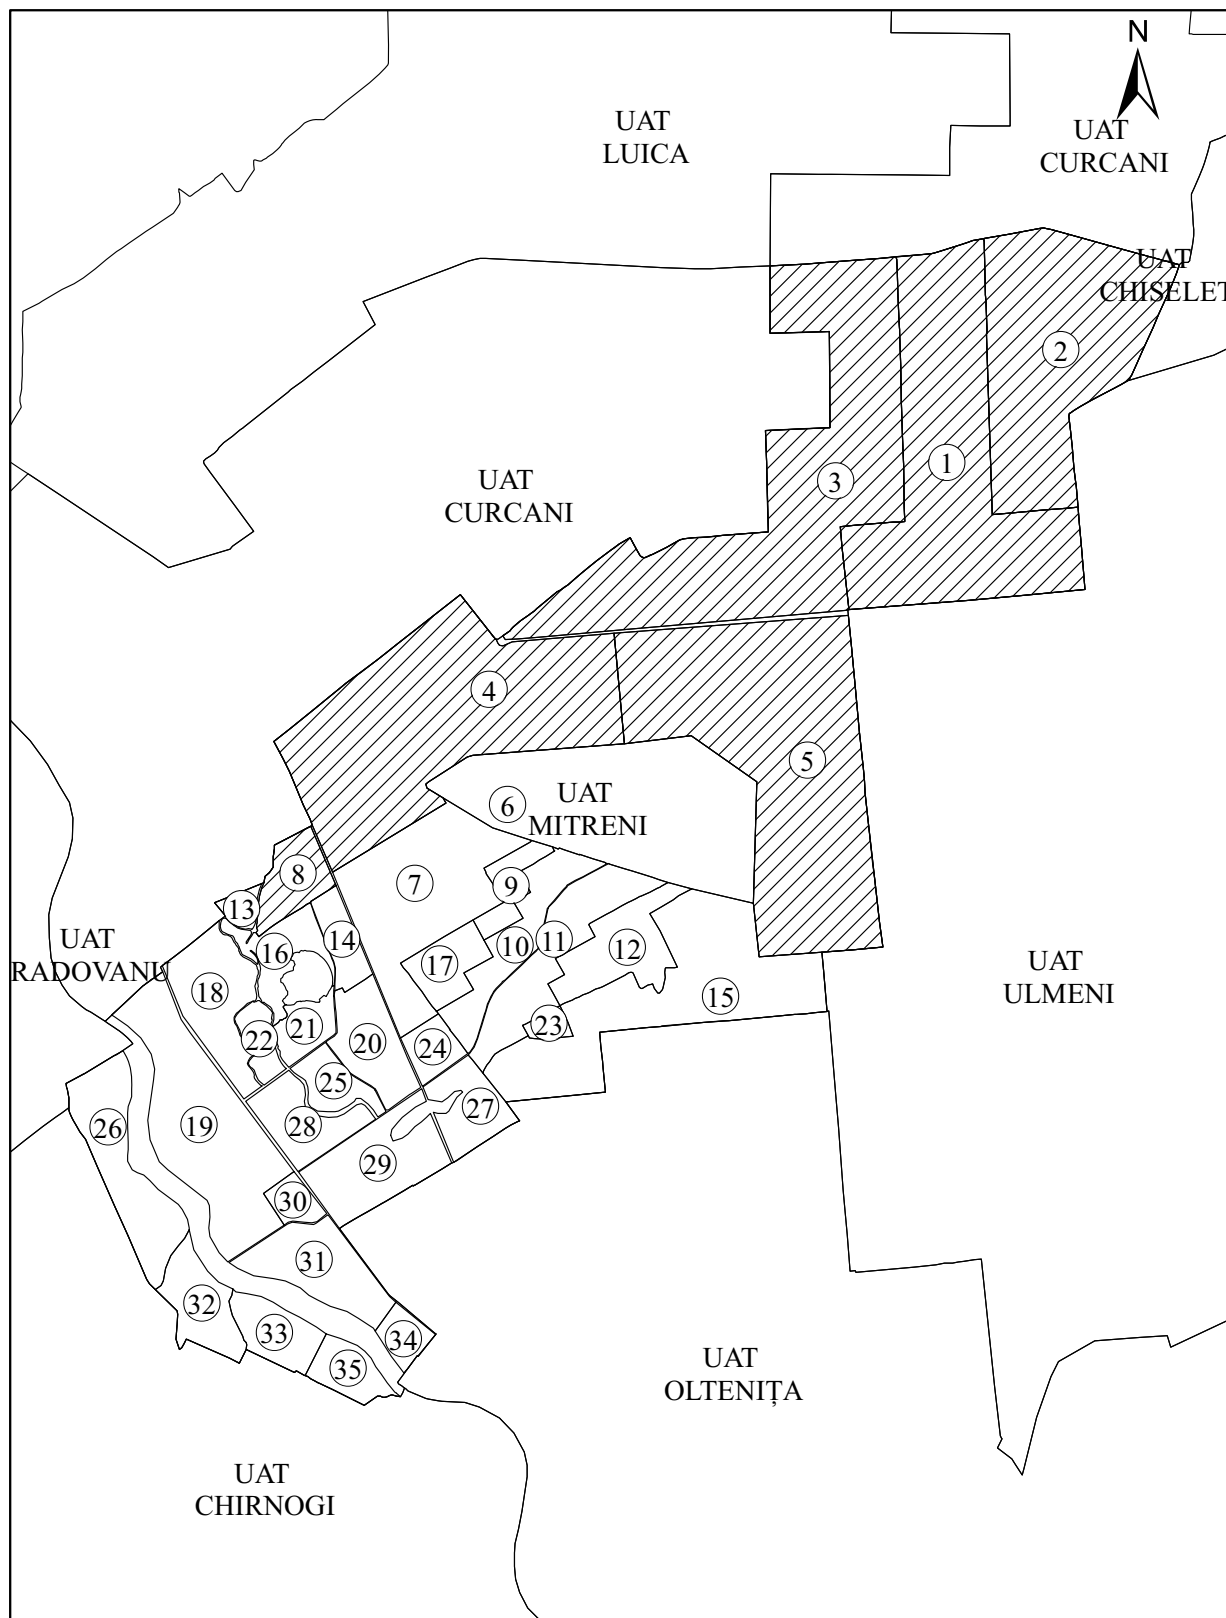 N
UAT
LUICA
UAT
CURCANI
UAT
CHISELET
2
1
3
UAT
CURCANI
4
5
6
UAT
MITRENI
8
7
9
13
14
16
10
11
12
17
UAT
RADOVANU
18
15
UAT
ULMENI
22
21
20
24
23
25
26
19
28
27
29
30
31
32
33
34
35
UAT
OLTENIȚA
UAT
CHIRNOGI